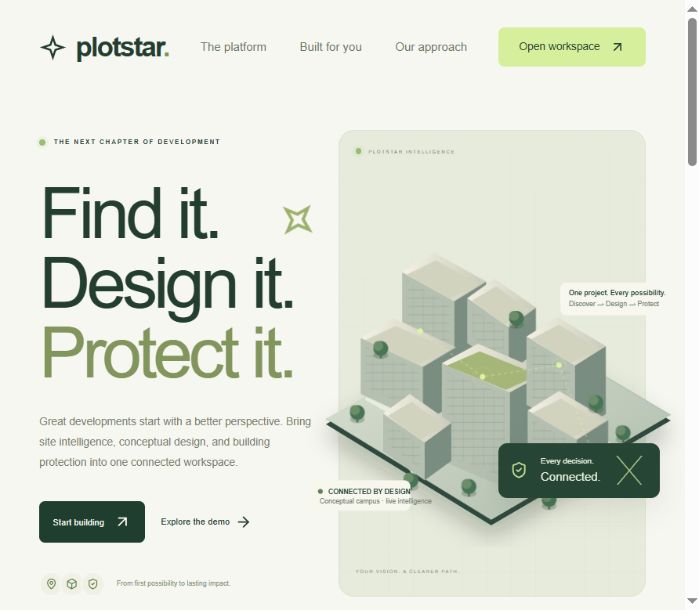 plotstar.
The platform
Built for you
Our approach
Open workspace
THE NEXT CHAPTER OF DEVELOPMENT
Find it.
Design it.
Protect it.
Great developments start with a better perspective. Bring
site intelligence, conceptual design, and building
protection into one connected workspace.
Start building
Explore the demo
From first possibility to lasting impact.
PLOTSTAR INTELLIGENCE
One project. Every possibility.
Discover → Design → Protect
Every decision.
Connected.
CONNECTED BY DESIGN
Conceptual campus · live intelligence
YOUR VISION. A CLEARER PATH.